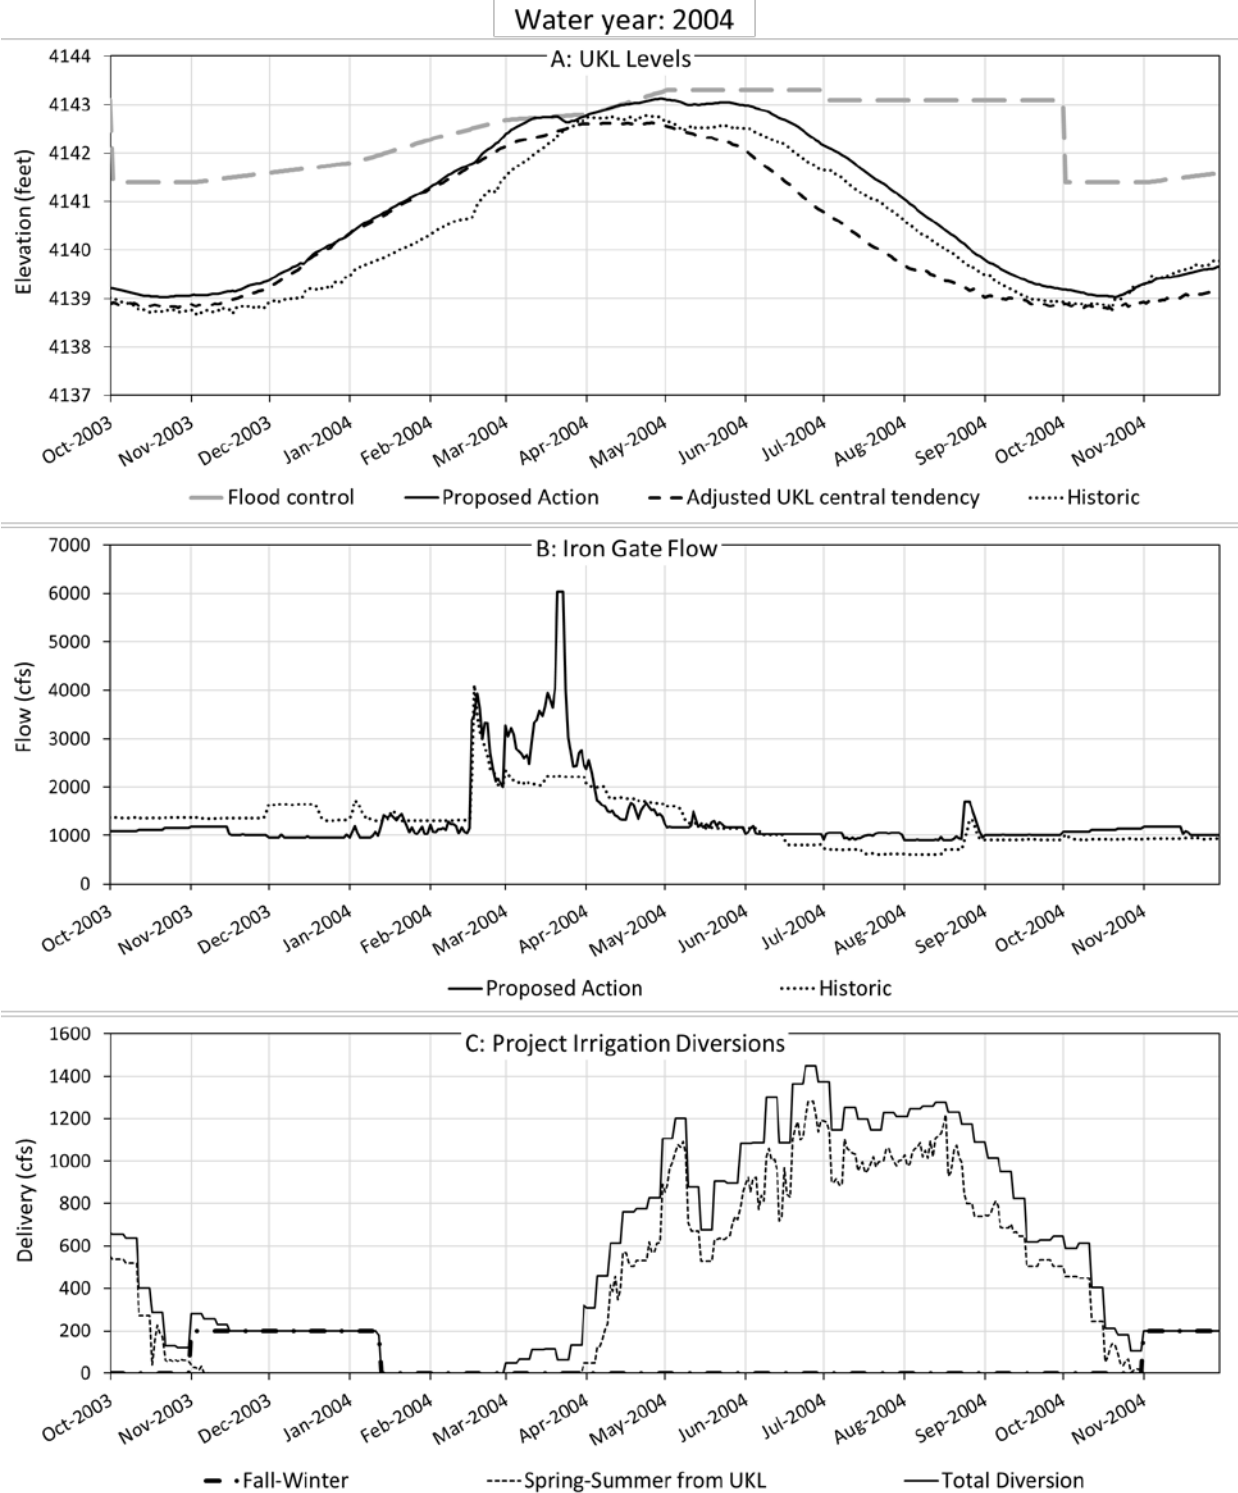 Water year: 2004
A: UKL Levels
4144
4143
4142
4141
4140
4139
4138
4137
Elevation (feet)
Oct-2003 Nov-2003 Dec-2003 Jan-2004 Feb-2004 Mar-2004 Apr-2004 May-2004 Jun-2004 Jul-2004 Aug-2004 Sep-2004 Oct-2004 Nov-2004
Flood control Proposed Action Adjusted UKL central tendency Historic
B: Iron Gate Flow
7000
6000
5000
4000
3000
2000
1000
0
Flow (cfs)
Oct-2003 Nov-2003 Dec-2003 Jan-2004 Feb-2004 Mar-2004 Apr-2004 May-2004 Jun-2004 Jul-2004 Aug-2004 Sep-2004 Oct-2004 Nov-2004
Proposed Action Historic
C: Project Irrigation Diversions
1600
1400
1200
1000
800
600
400
200
0
Delivery (cfs)
Oct-2003 Nov-2003 Dec-2003 Jan-2004 Feb-2004 Mar-2004 Apr-2004 May-2004 Jun-2004 Jul-2004 Aug-2004 Sep-2004 Oct-2004 Nov-2004
Fall-Winter Spring-Summer from UKL Total Diversion